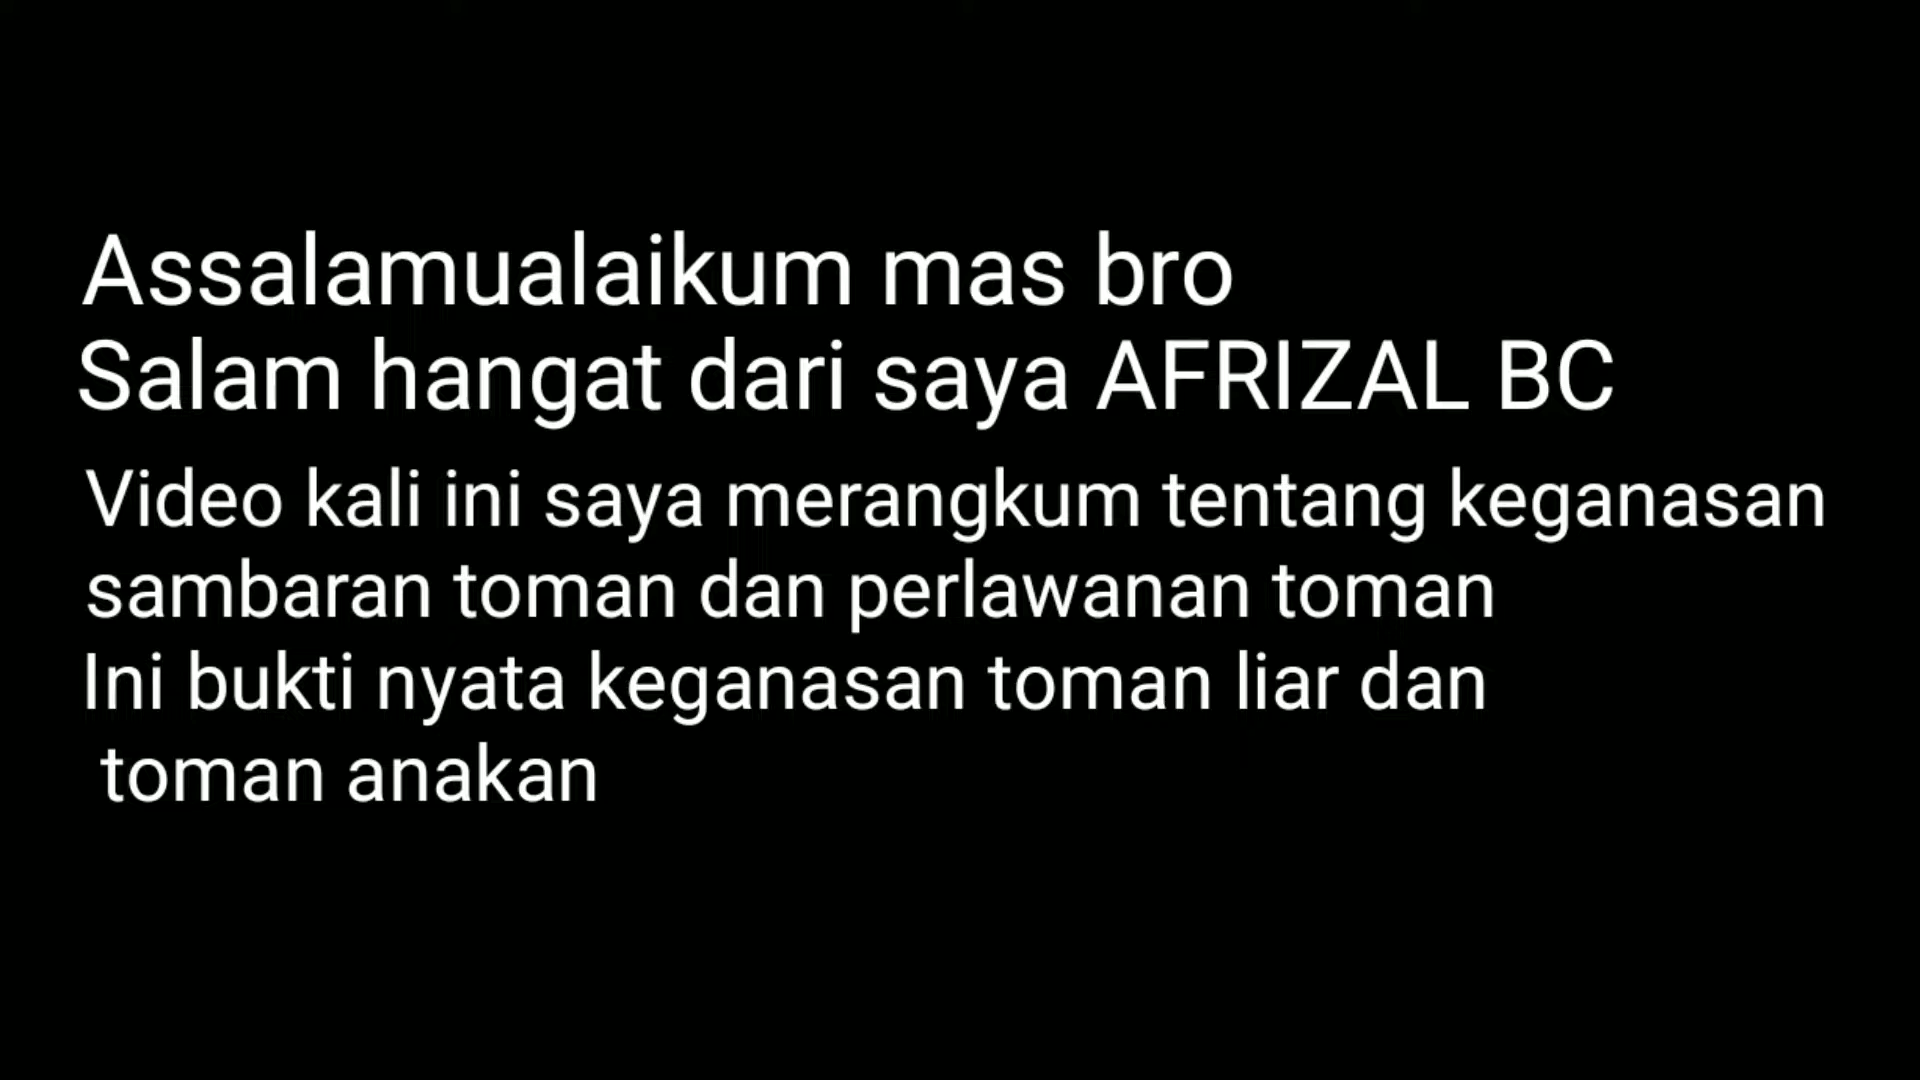 Assalamualaikum mas bro
Salam hangat dari saya AFRIZAL BC
Video kali ini saya merangkum tentang keganasan
sambaran toman dan perlawanan toman
Ini bukti nyata keganasan toman liar dan
toman anakan